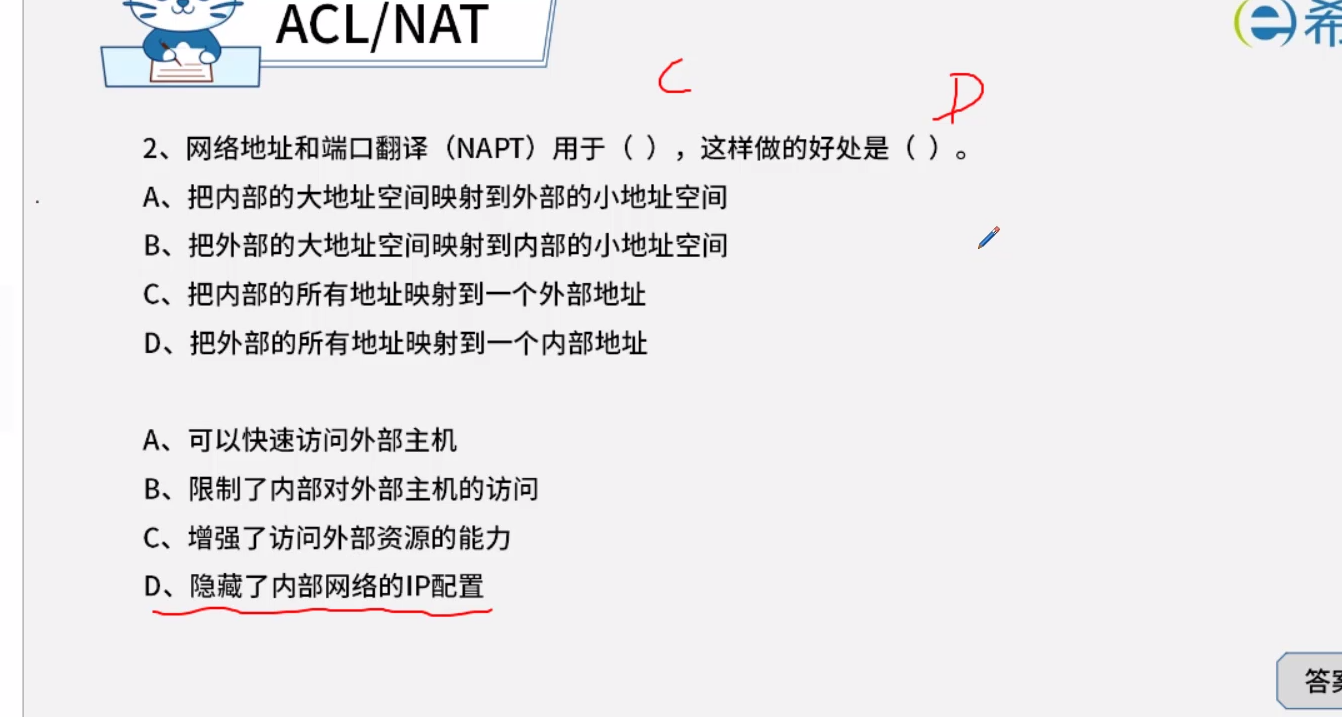 ACL/NAT
希
C
D
2、网络地址和端口翻译（NAPT）用于（ ），这样做的好处是（ ）。
A、把内部的大地址空间映射到外部的小地址空间
B、把外部的大地址空间映射到内部的小地址空间
C、把内部的所有地址映射到一个外部地址
D、把外部的所有地址映射到一个内部地址
A、可以快速访问外部主机
B、限制了内部对外部主机的访问
C、增强了访问外部资源的能力
D、隐藏了内部网络的IP配置
答案